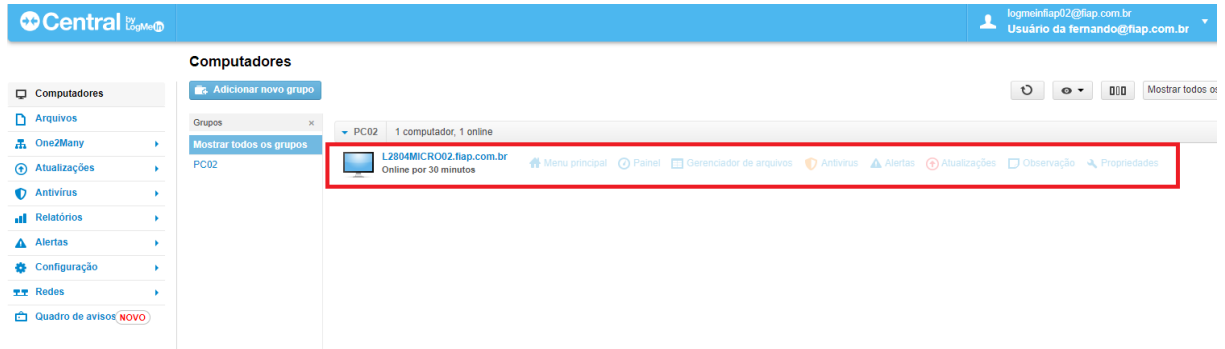 Central by LogMeIn
logmeinfiap02@fiap.com.br
Usuário da fernando@fiap.com.br
Computadores
Computadores
Arquivos
One2Many
Atualizações
Antivírus
Relatórios
Alertas
Configuração
Redes
Quadro de avisos NOVO
Adicionar novo grupo
Mostrar todos os
Grupos ×
Mostrar todos os grupos
PC02
PC02 1 computador, 1 online
L2804MICRO02.fiap.com.br
Online por 30 minutos
Menu principal Painel Gerenciador de arquivos Antivírus Alertas Atualizações Observação Propriedades